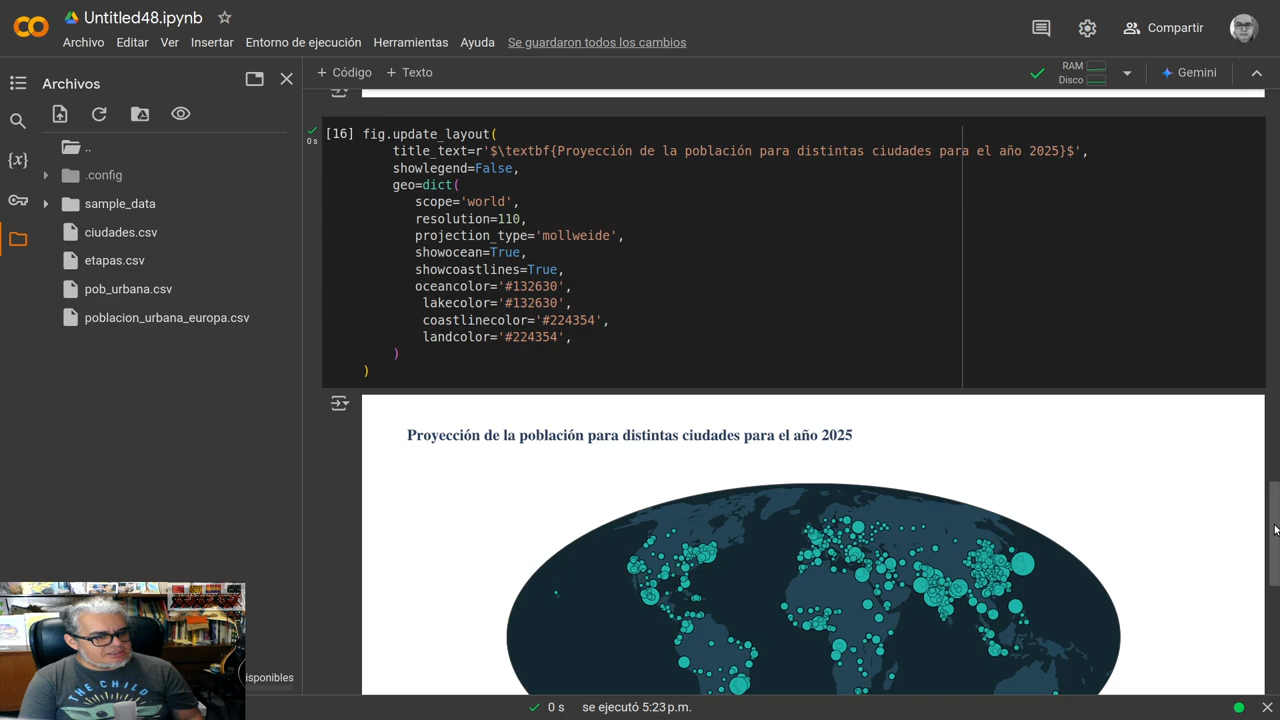 Untitled48.ipynb
Archivo Editar Ver Insertar Entorno de ejecución Herramientas Ayuda Se guardaron todos los cambios
Compartir
Archivos
+ Código + Texto
RAM
Disco
Gemini
..
.config
sample_data
ciudades.csv
etapas.csv
pob_urbana.csv
poblacion_urbana_europa.csv
0 s
[16] fig.update_layout(
title_text=r'$\textbf{Proyección de la población para distintas ciudades para el año 2025}$',
showlegend=False,
geo=dict(
scope='world',
resolution=110,
projection_type='mollweide',
showocean=True,
showcoastlines=True,
oceancolor='#132630',
lakecolor='#132630',
coastlinecolor='#224354',
landcolor='#224354',
)
)
Proyección de la población para distintas ciudades para el año 2025
THE CHILD
isponibles
0 s se ejecutó 5:23 p.m.